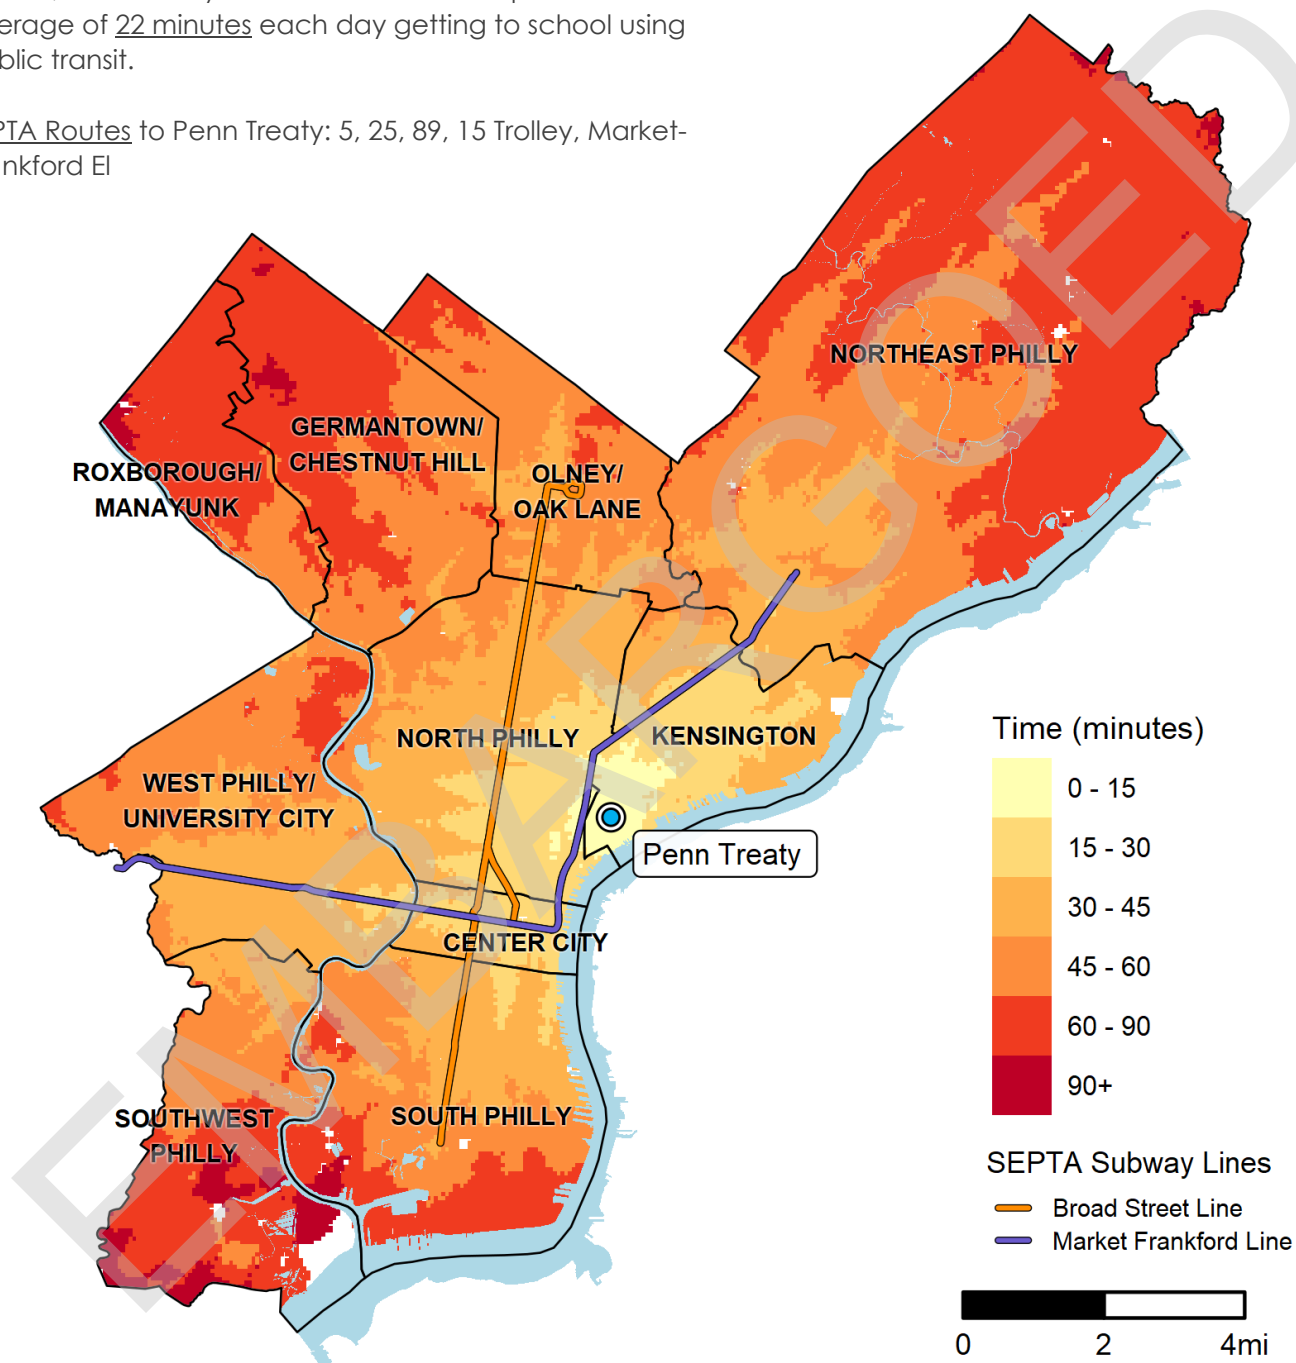 erage of 22 minutes each day getting to school using
blic transit.
PTA Routes to Penn Treaty: 5, 25, 89, 15 Trolley, Market-
nkford El
NORTHEAST PHILLY
GERMANTOWN/
CHESTNUT HILL
ROXBOROUGH/
MANAYUNK
OLNEY/
OAK LANE
NORTH PHILLY
KENSINGTON
WEST PHILLY/
UNIVERSITY CITY
Penn Treaty
CENTER CITY
SOUTHWEST
PHILLY
SOUTH PHILLY
Time (minutes)
0 - 15
15 - 30
30 - 45
45 - 60
60 - 90
90+
SEPTA Subway Lines
Broad Street Line
Market Frankford Line
0 2 4mi
EMBARGOED